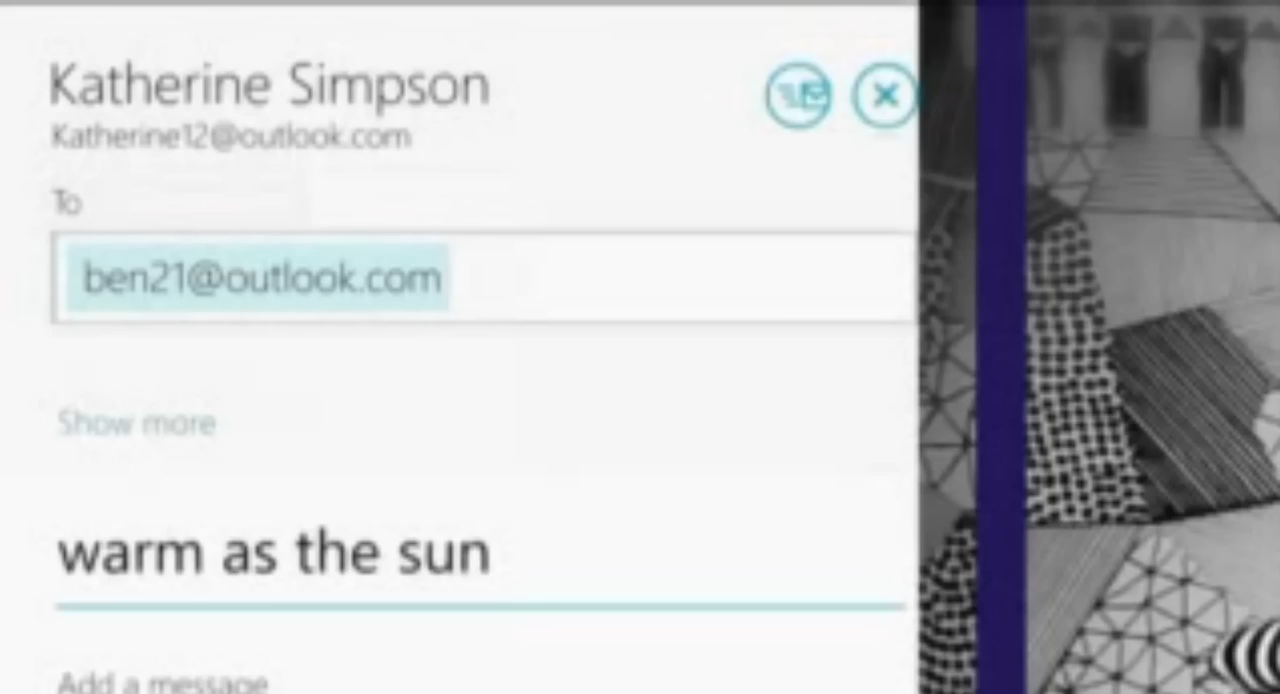 Katherine Simpson
Katherine12@outlook.com
To
ben21@outlook.com
Show more
warm as the sun
Add a message